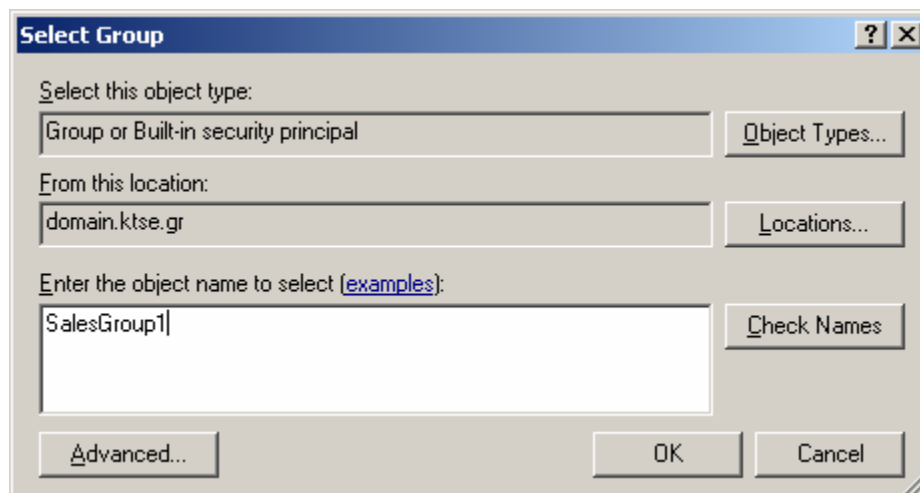 Select Group
Select this object type:
Group or Built-in security principal
Object Types...
From this location:
domain.ktse.gr
Locations...
Enter the object name to select (examples):
SalesGroup1
Check Names
Advanced...
OK
Cancel